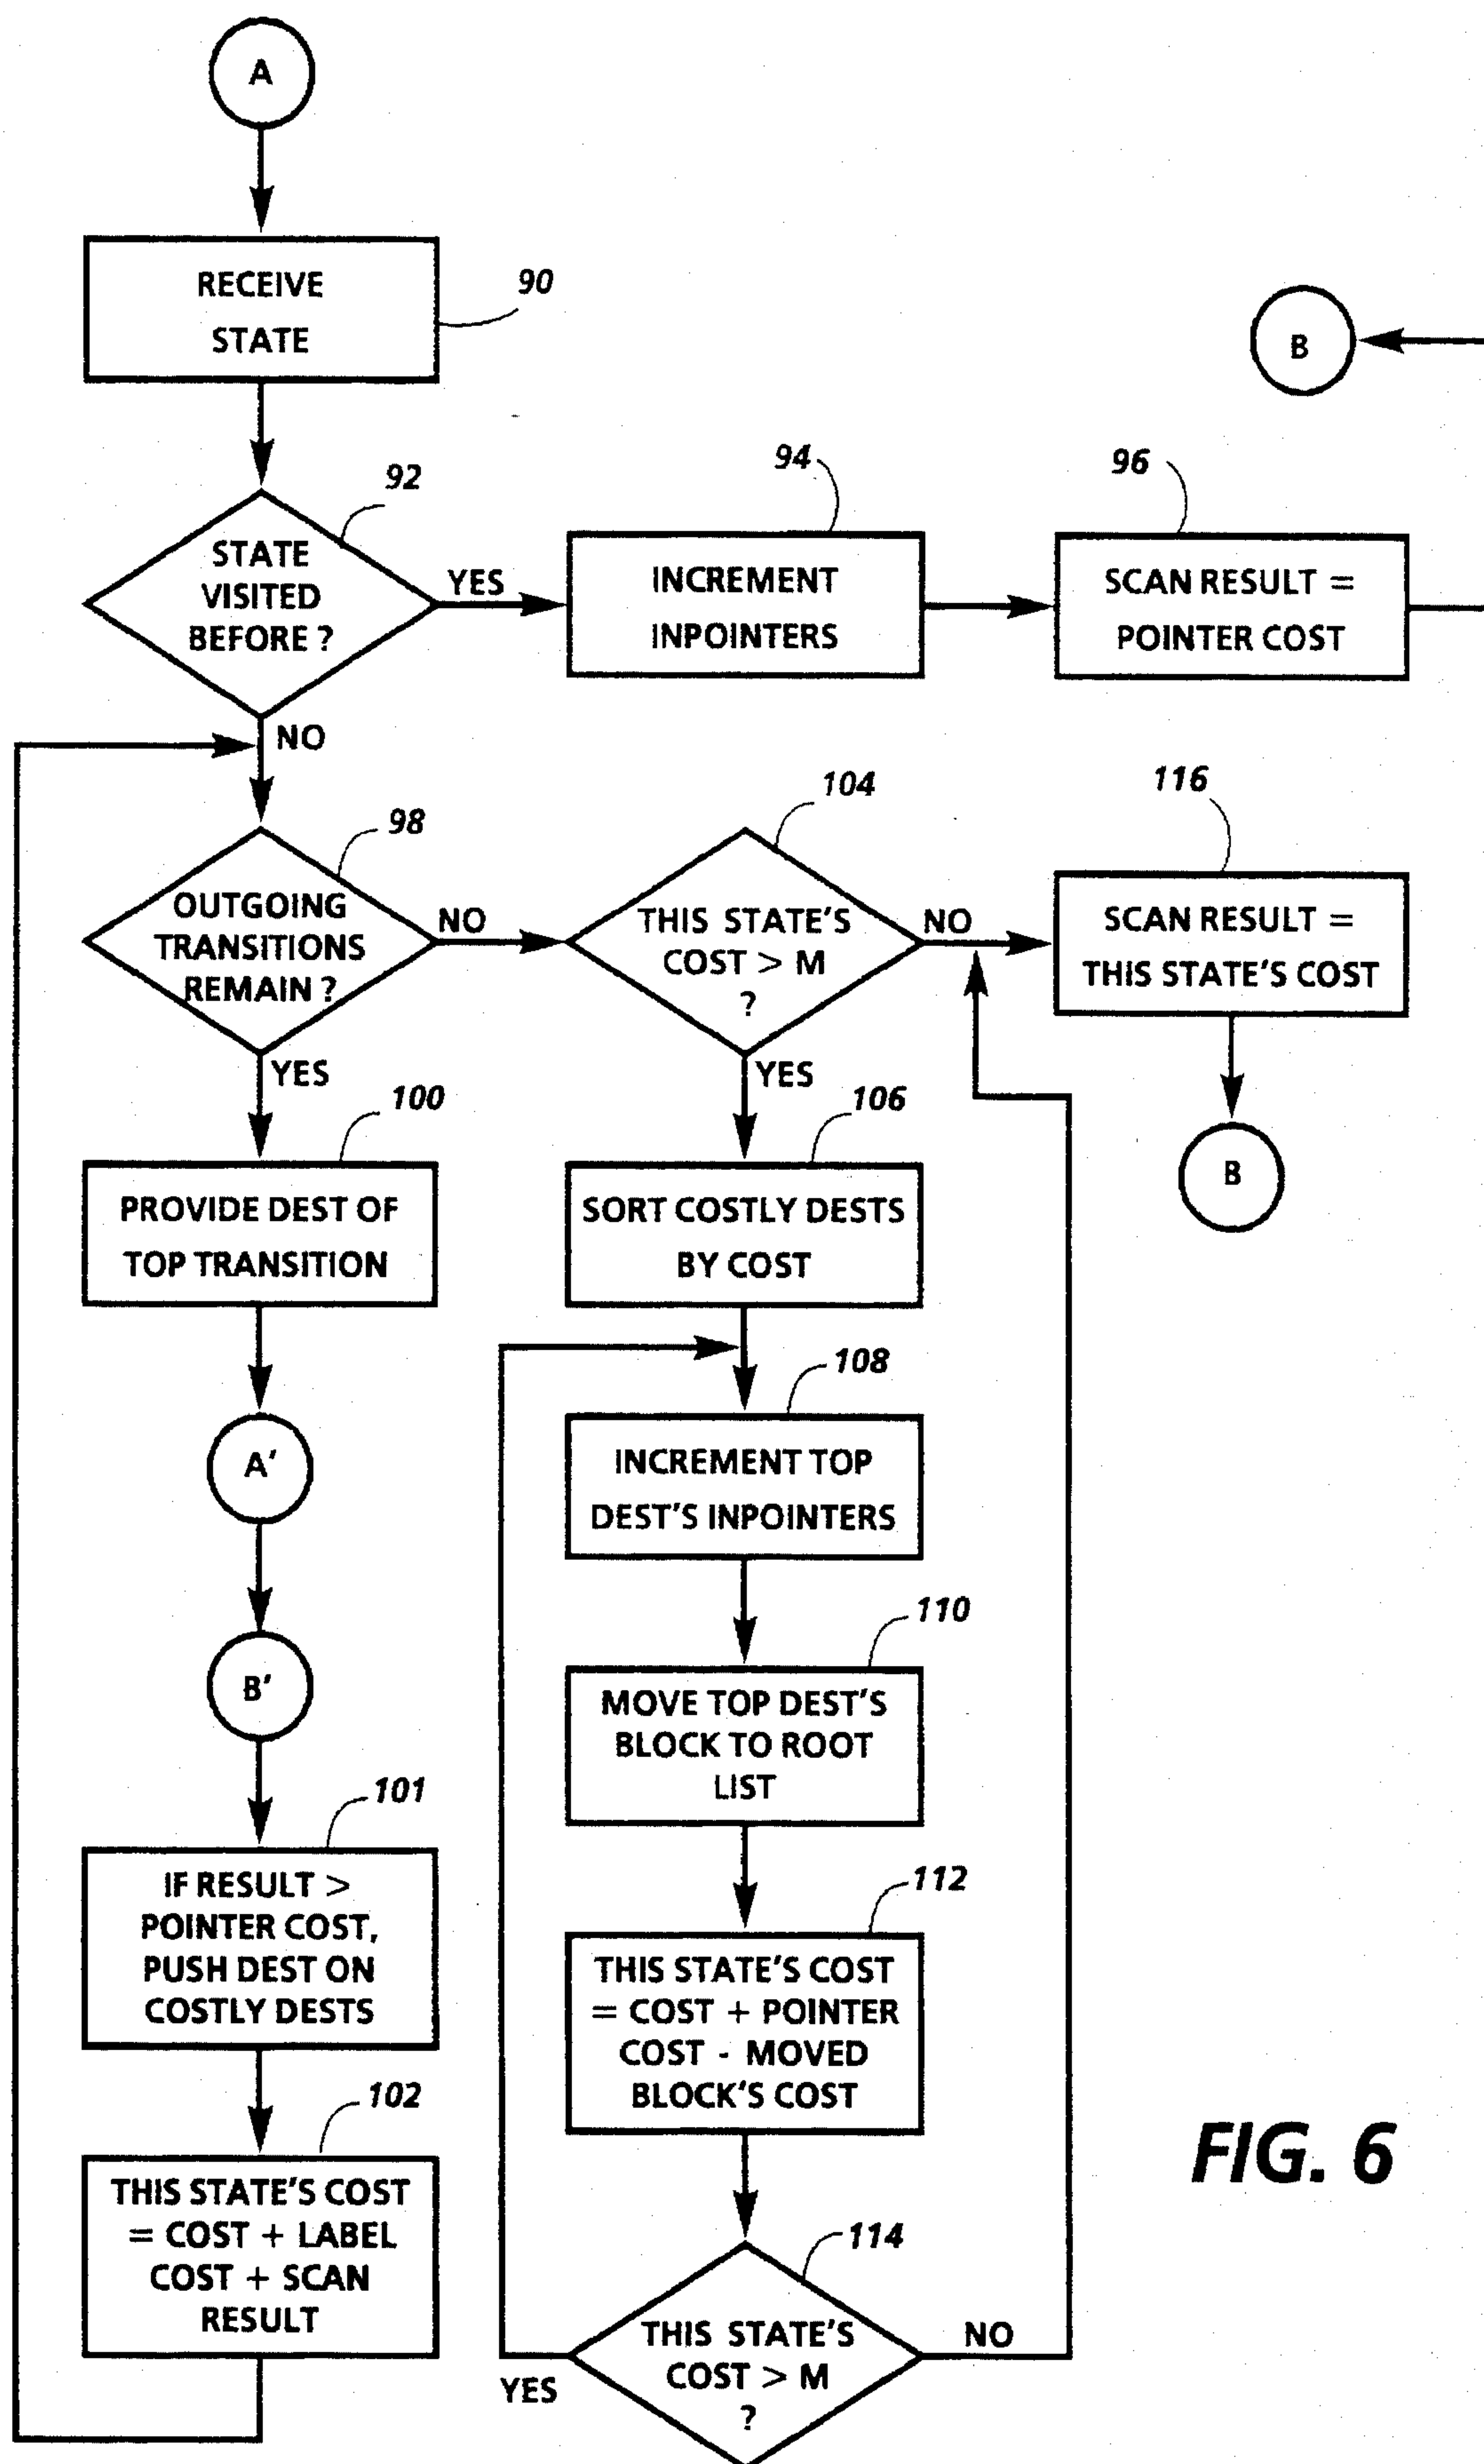 A
RECEIVE
STATE
90
B
92
STATE
VISITED
BEFORE ?
YES
94
INCREMENT
INPOINTERS
96
SCAN RESULT =
POINTER COST
NO
98
OUTGOING
TRANSITIONS
REMAIN ?
NO
104
THIS STATE'S
COST > M
?
NO
116
SCAN RESULT =
THIS STATE'S COST
B
YES
100
PROVIDE DEST OF
TOP TRANSITION
A'
B'
101
IF RESULT >
POINTER COST,
PUSH DEST ON
COSTLY DESTS
102
THIS STATE'S COST
= COST + LABEL
COST + SCAN
RESULT
YES
106
SORT COSTLY DESTS
BY COST
108
INCREMENT TOP
DEST'S INPOINTERS
110
MOVE TOP DEST'S
BLOCK TO ROOT
LIST
112
THIS STATE'S COST
= COST + POINTER
COST - MOVED
BLOCK'S COST
114
THIS STATE'S
COST > M
?
YES
NO
FIG. 6